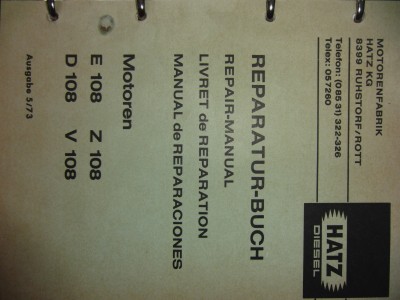 MOTORENFABRIK
HATZ KG
8399 RUHSTORF/ROTT
Telefon: (085 31) 322-326
Telex: 057260
HATZ
DIESEL
REPARATUR-BUCH
REPAIR-MANUAL
LIVRET de REPARATION
MANUAL de REPARACIONES
Motoren
E 108 Z 108
D 108 V 108
Ausgabe 5/73